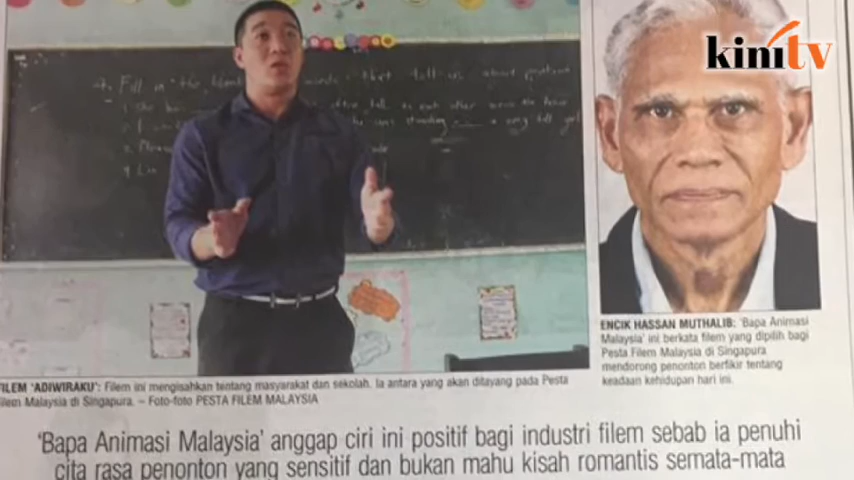 kinitv
4. Fill in the
ENCIK HASSAN MUTHALIB: 'Bapa Animasi
Malaysia' ini berkata filem yang dipilih bagi
Pesta Filem Malaysia di Singapura
mendorong penonton berfikir tentang
keadaan kehidupan hari ini.
FILEM 'ADIWIRAKU': Filem ini mengisahkan tentang masyarakat dan sekolah. Ia antara yang akan ditayang pada Pesta
Filem Malaysia di Singapura. – Foto-foto PESTA FILEM MALAYSIA
'Bapa Animasi Malaysia' anggap ciri ini positif bagi industri filem sebab ia penuhi
cita rasa penonton yang sensitif dan bukan mahu kisah romantis semata-mata